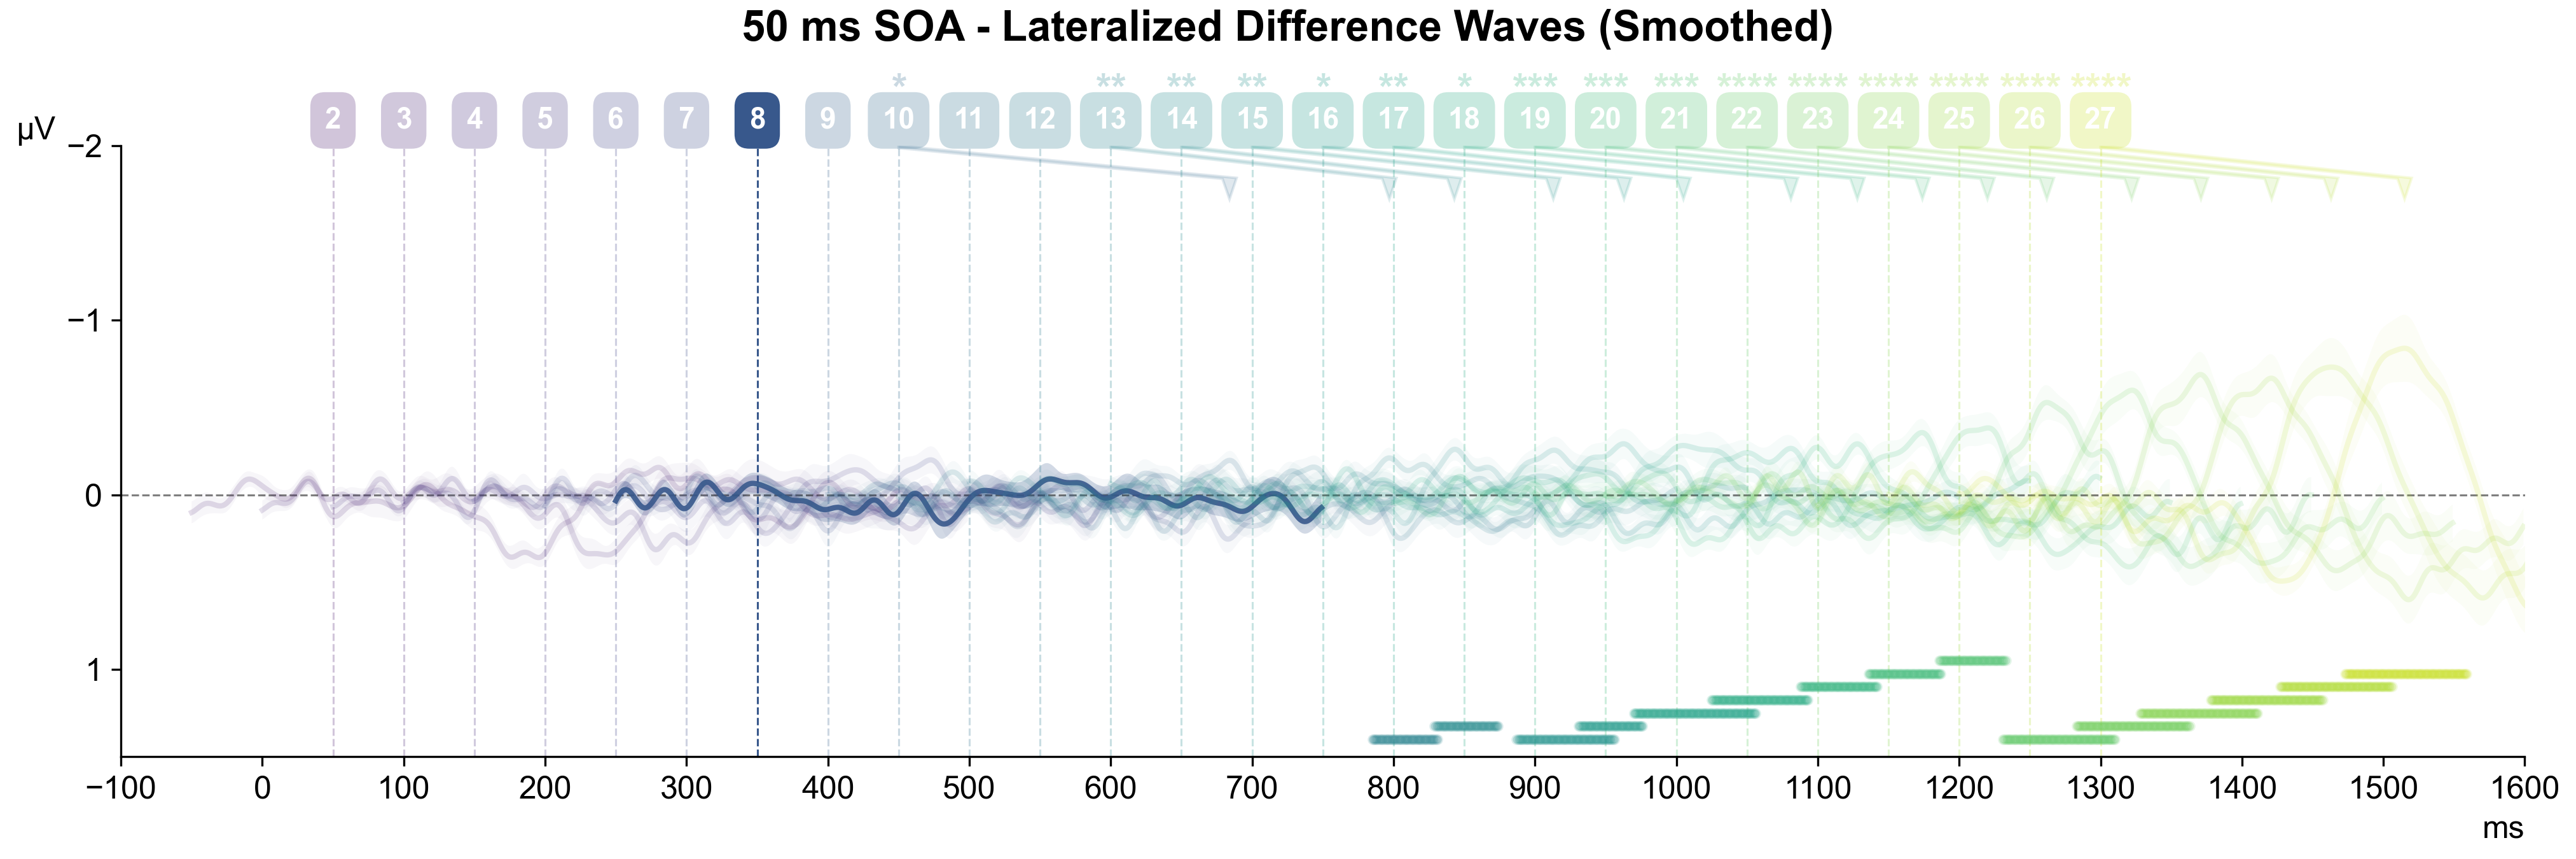 50 ms SOA - Lateralized Difference Waves (Smoothed)
* ** ** ** * ** * *** *** *** **** **** **** **** **** ****
2 3 4 5 6 7 8 9 10 11 12 13 14 15 16 17 18 19 20 21 22 23 24 25 26 27
µV
−2
−1
0
1
−100 0 100 200 300 400 500 600 700 800 900 1000 1100 1200 1300 1400 1500 1600
ms